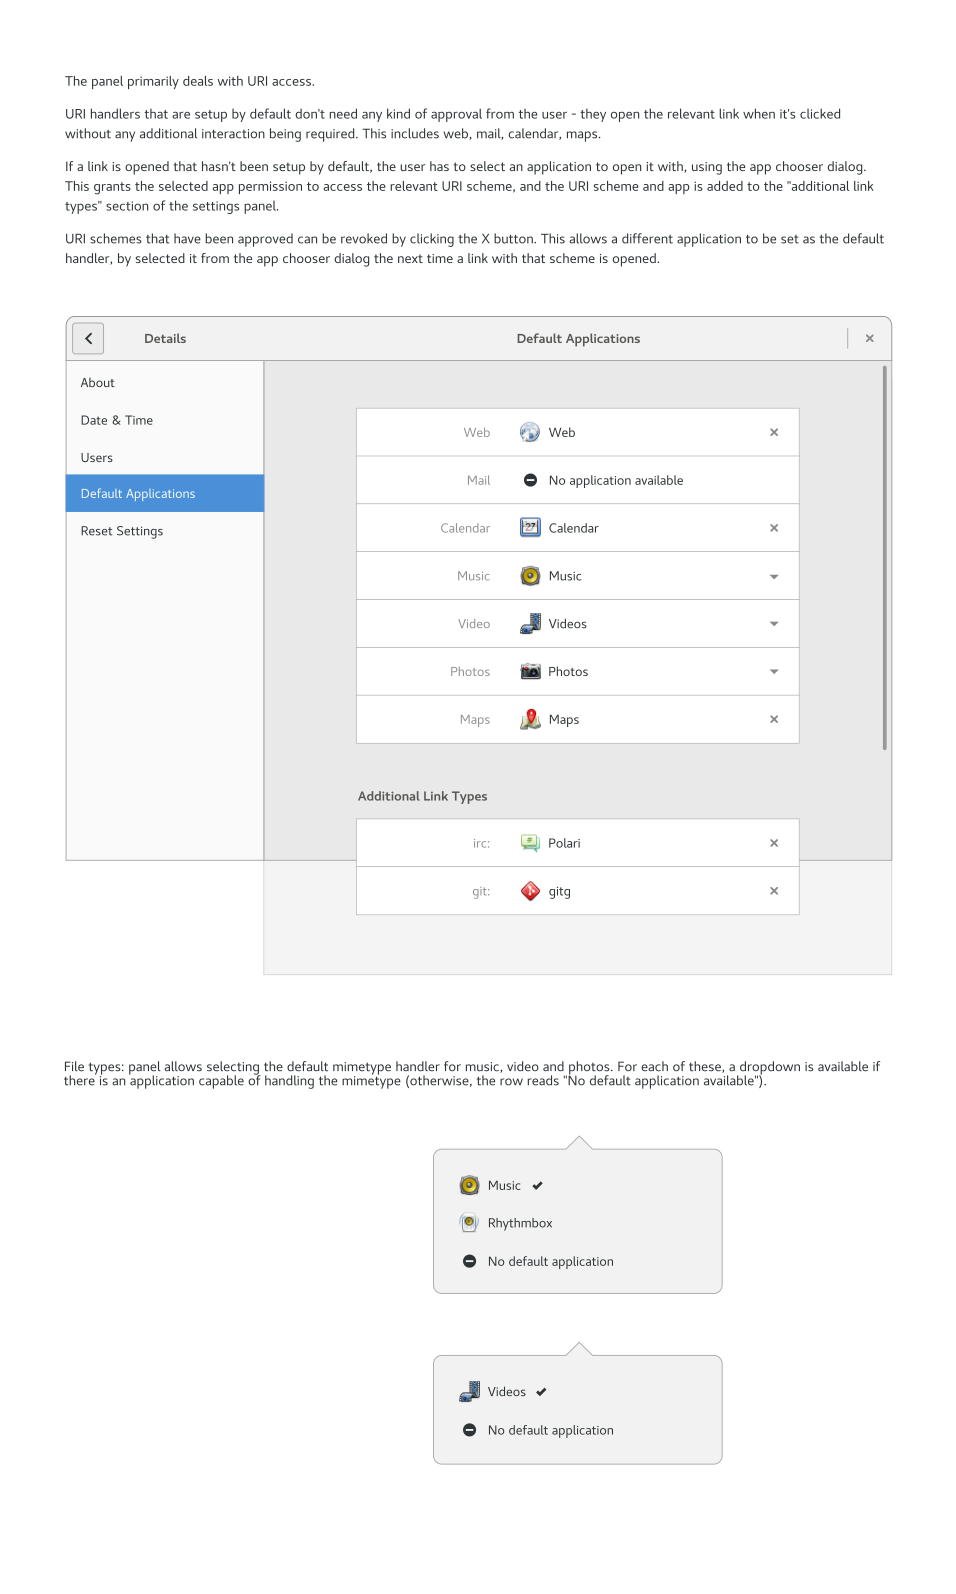 The panel primarily deals with URI access.
URI handlers that are setup by default don't need any kind of approval from the user - they open the relevant link when it's clicked
without any additional interaction being required. This includes web, mail, calendar, maps.
If a link is opened that hasn't been setup by default, the user has to select an application to open it with, using the app chooser dialog.
This grants the selected app permission to access the relevant URI scheme, and the URI scheme and app is added to the "additional link
types" section of the settings panel.
URI schemes that have been approved can be revoked by clicking the X button. This allows a different application to be set as the default
handler, by selected it from the app chooser dialog the next time a link with that scheme is opened.
Details Default Applications
About
Date & Time
Users
Default Applications
Reset Settings
Web Web
Mail No application available
Calendar 27 Calendar
Music Music
Video Videos
Photos Photos
Maps Maps
Additional Link Types
irc: # Polari
git: gitg
File types: panel allows selecting the default mimetype handler for music, video and photos. For each of these, a dropdown is available if
there is an application capable of handling the mimetype (otherwise, the row reads "No default application available").
Music
Rhythmbox
No default application
Videos
No default application